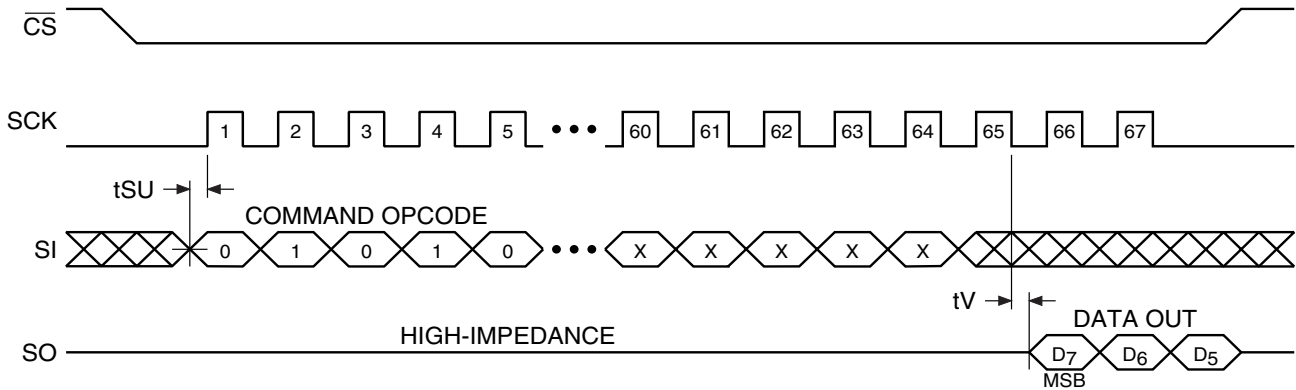 CS
SCK 1 2 3 4 5 ••• 60 61 62 63 64 65 66 67
tSU
COMMAND OPCODE
SI 0 1 0 1 0 ••• X X X X X
tV
HIGH-IMPEDANCE DATA OUT
SO D7 D6 D5
MSB